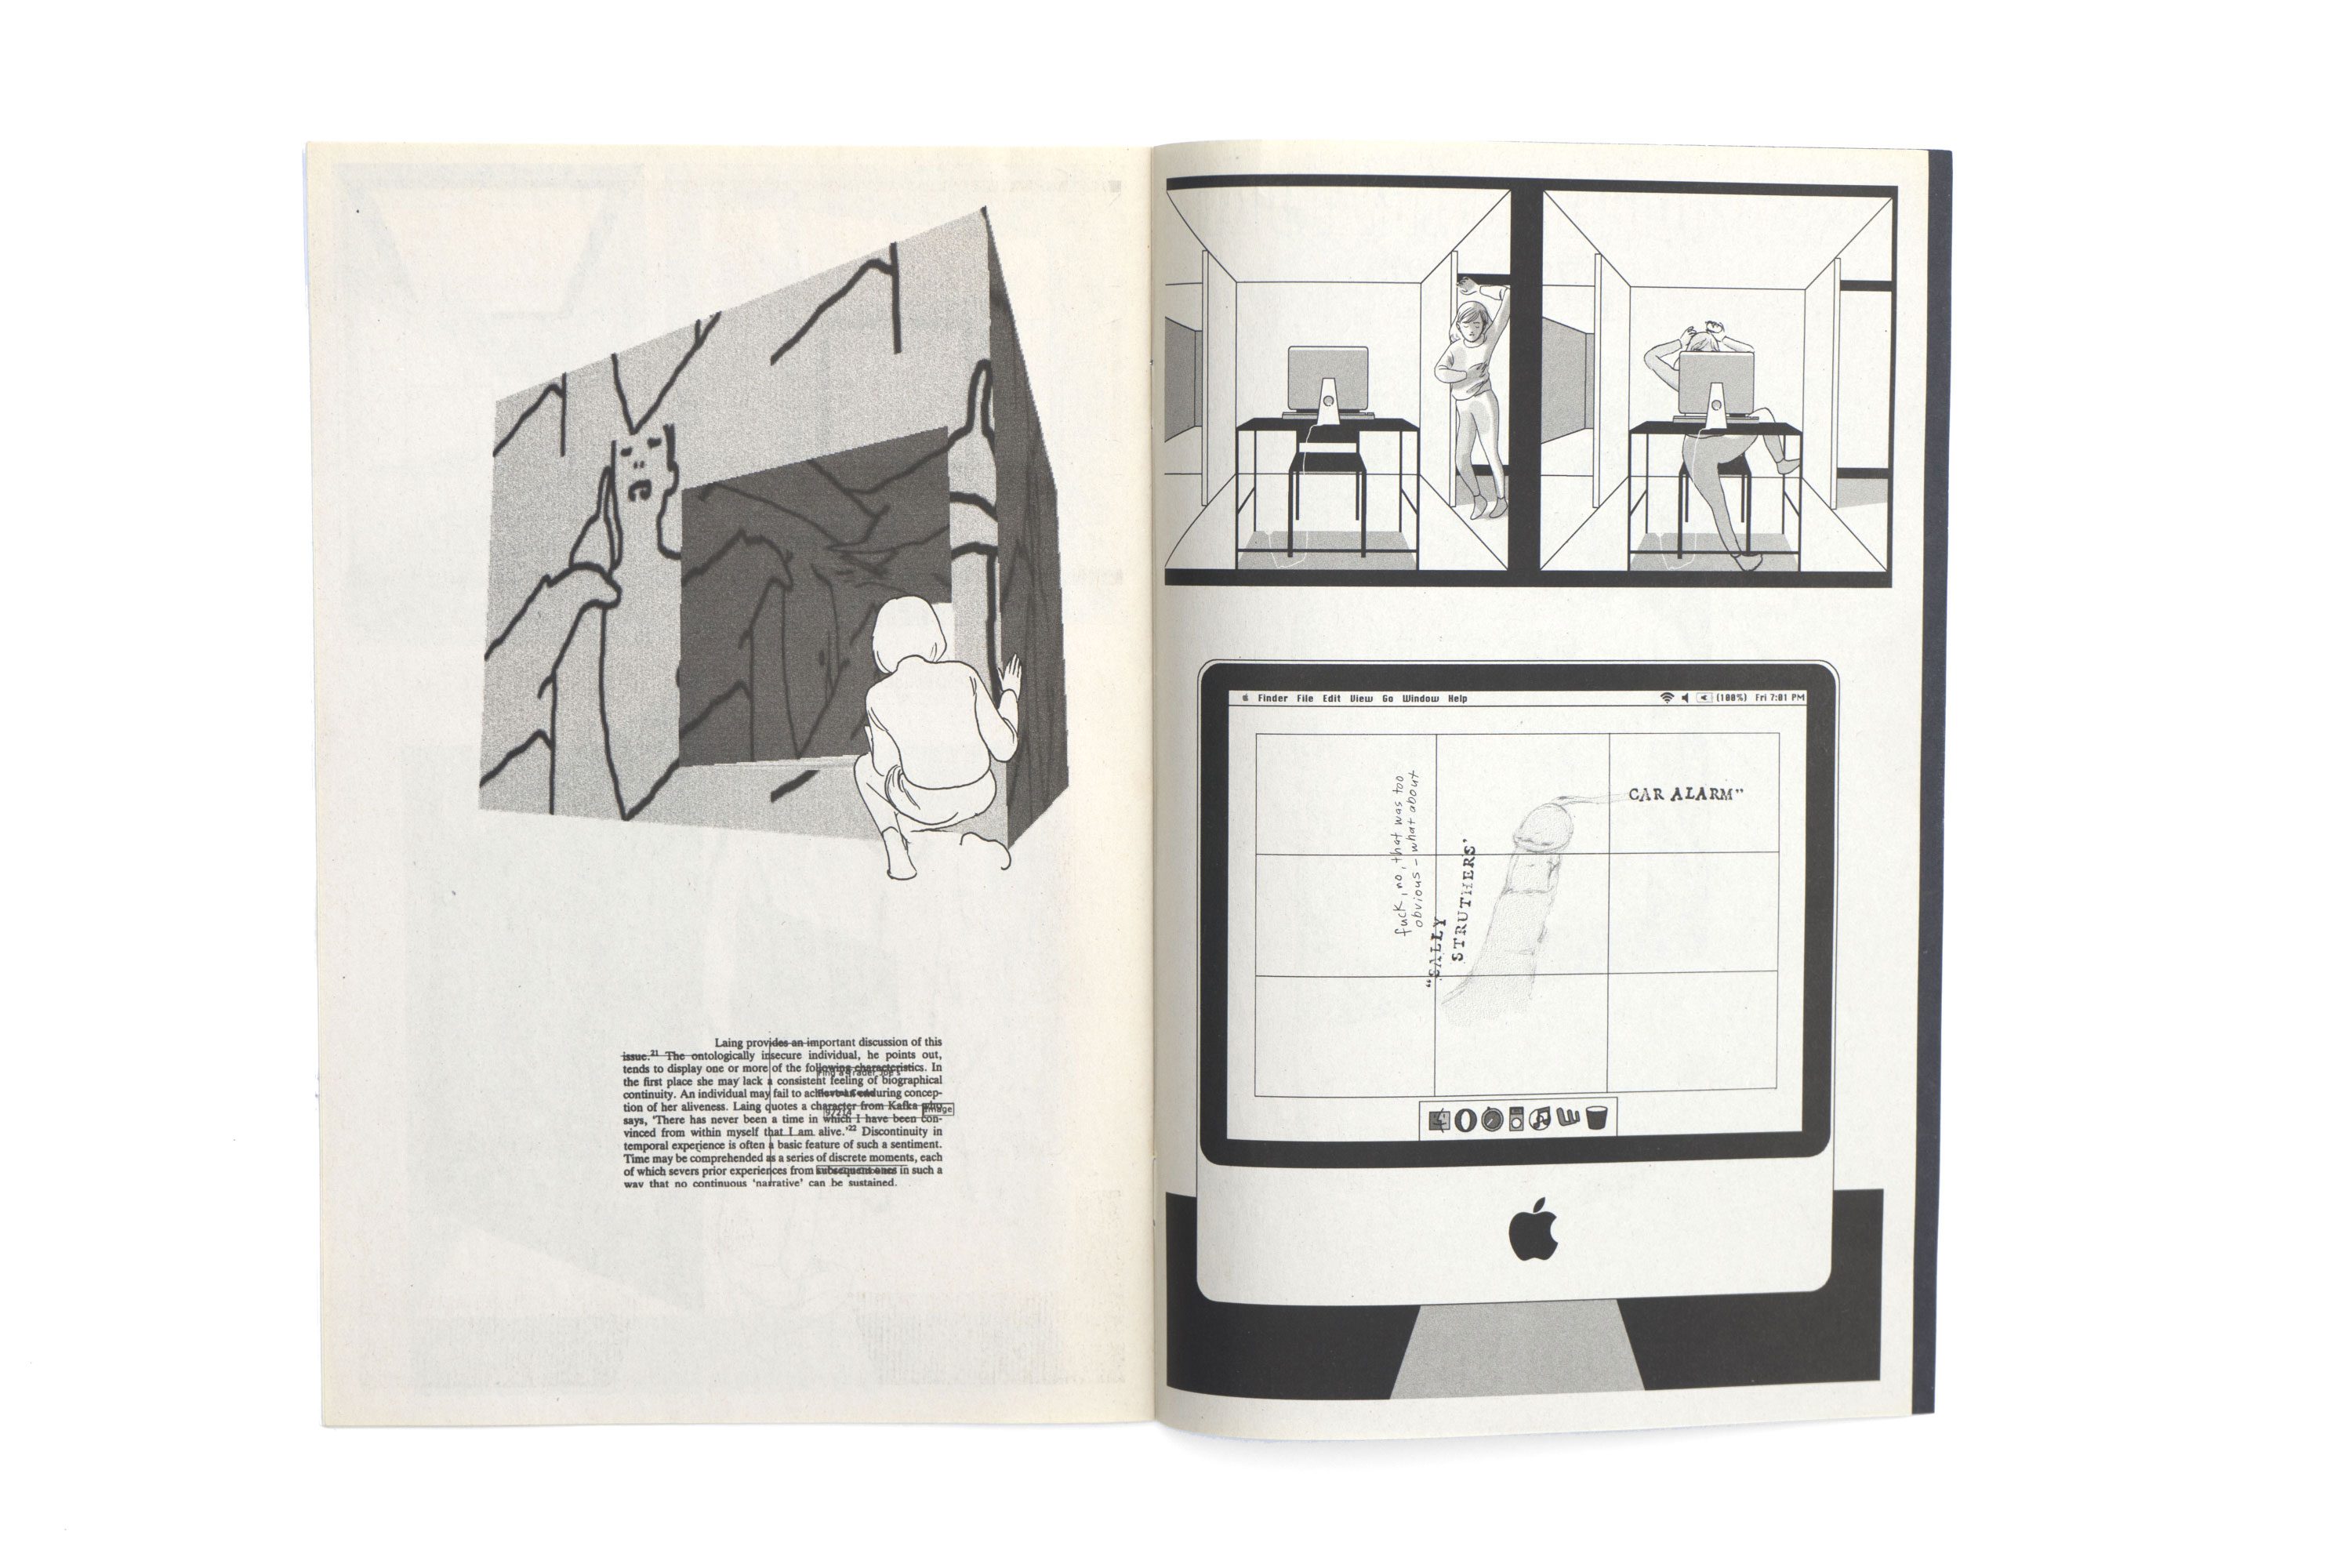 Laing provides an important discussion of this
issue.²¹ The ontologically insecure individual, he points out,
tends to display one or more of the following characteristics. In
the first place she may lack a consistent feeling of biographical
continuity. An individual may fail to achieve an enduring concep-
tion of her aliveness. Laing quotes a character from Kafka who
says, 'There has never been a time in which I have been con-
vinced from within myself that I am alive.'²² Discontinuity in
temporal experience is often a basic feature of such a sentiment.
Time may be comprehended as a series of discrete moments, each
of which severs prior experiences from subsequent ones in such a
way that no continuous 'narrative' can be sustained.
Find a Trader Joe's
97214
Image
Finder File Edit View Go Window Help
(100%) Fri 7:01 PM
fuck, no, that was too
obvious – what about
"SALLY
STRUTHERS'
CAR ALARM"